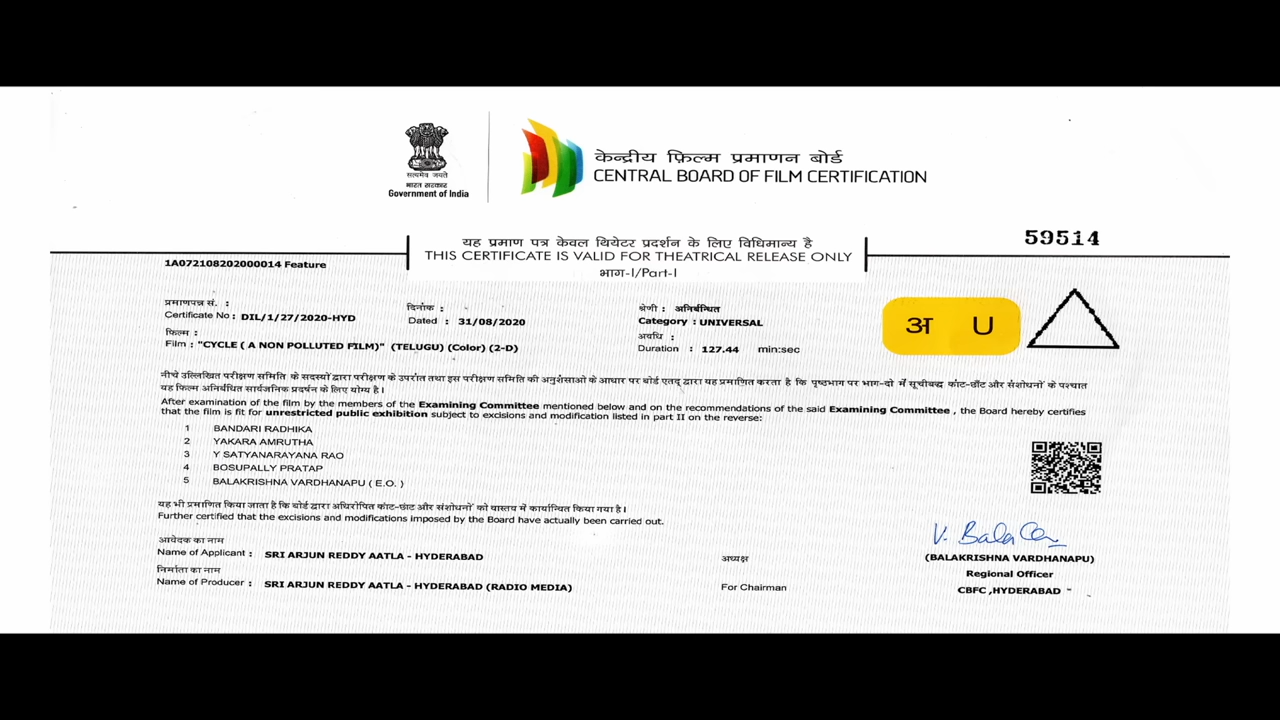 सत्यमेव जयते
भारत सरकार
Government of India
केन्द्रीय फ़िल्म प्रमाणन बोर्ड
CENTRAL BOARD OF FILM CERTIFICATION
59514
यह प्रमाण पत्र केवल थियेटर प्रदर्शन के लिए विधिमान्य है
THIS CERTIFICATE IS VALID FOR THEATRICAL RELEASE ONLY
भाग-I/Part-I
1A072108202000014 Feature
प्रमाणपत्र सं. :
Certificate No : DIL/1/27/2020-HYD
दिनांक :
Dated : 31/08/2020
श्रेणी : अनिर्बन्धित
Category : UNIVERSAL
अ U
फिल्म :
Film : "CYCLE ( A NON POLLUTED FILM)" (TELUGU) (Color) (2-D)
अवधि :
Duration : 127.44 min:sec
नीचे उल्लिखित परीक्षण समिति के सदस्यों द्वारा परीक्षण के उपरांत तथा इस परीक्षण समिति की अनुशंसाओ के आधार पर बोर्ड एतद् द्वारा यह प्रमाणित करता है कि पृष्ठभाग पर भाग-दो में सूचीबद्ध काट-छाँट और संशोधनों के पश्चात
यह फिल्म अनिर्बंधित सार्वजनिक प्रदर्शन के लिए योग्य है।
After examination of the film by the members of the Examining Committee mentioned below and on the recommendations of the said Examining Committee , the Board hereby certifies
that the film is fit for unrestricted public exhibition subject to excisions and modification listed in part II on the reverse:
1 BANDARI RADHIKA
2 YAKARA AMRUTHA
3 Y SATYANARAYANA RAO
4 BOSUPALLY PRATAP
5 BALAKRISHNA VARDHANAPU ( E.O. )
यह भी प्रमाणित किया जाता है कि बोर्ड द्वारा अधिरोपित काट-छांट और संशोधनों को वास्तव में कार्यान्वित किया गया है।
Further certified that the excisions and modifications imposed by the Board have actually been carried out.
आवेदक का नाम
Name of Applicant : SRI ARJUN REDDY AATLA - HYDERABAD
निर्माता का नाम
Name of Producer : SRI ARJUN REDDY AATLA - HYDERABAD (RADIO MEDIA)
अध्यक्ष
For Chairman
(BALAKRISHNA VARDHANAPU)
Regional Officer
CBFC ,HYDERABAD